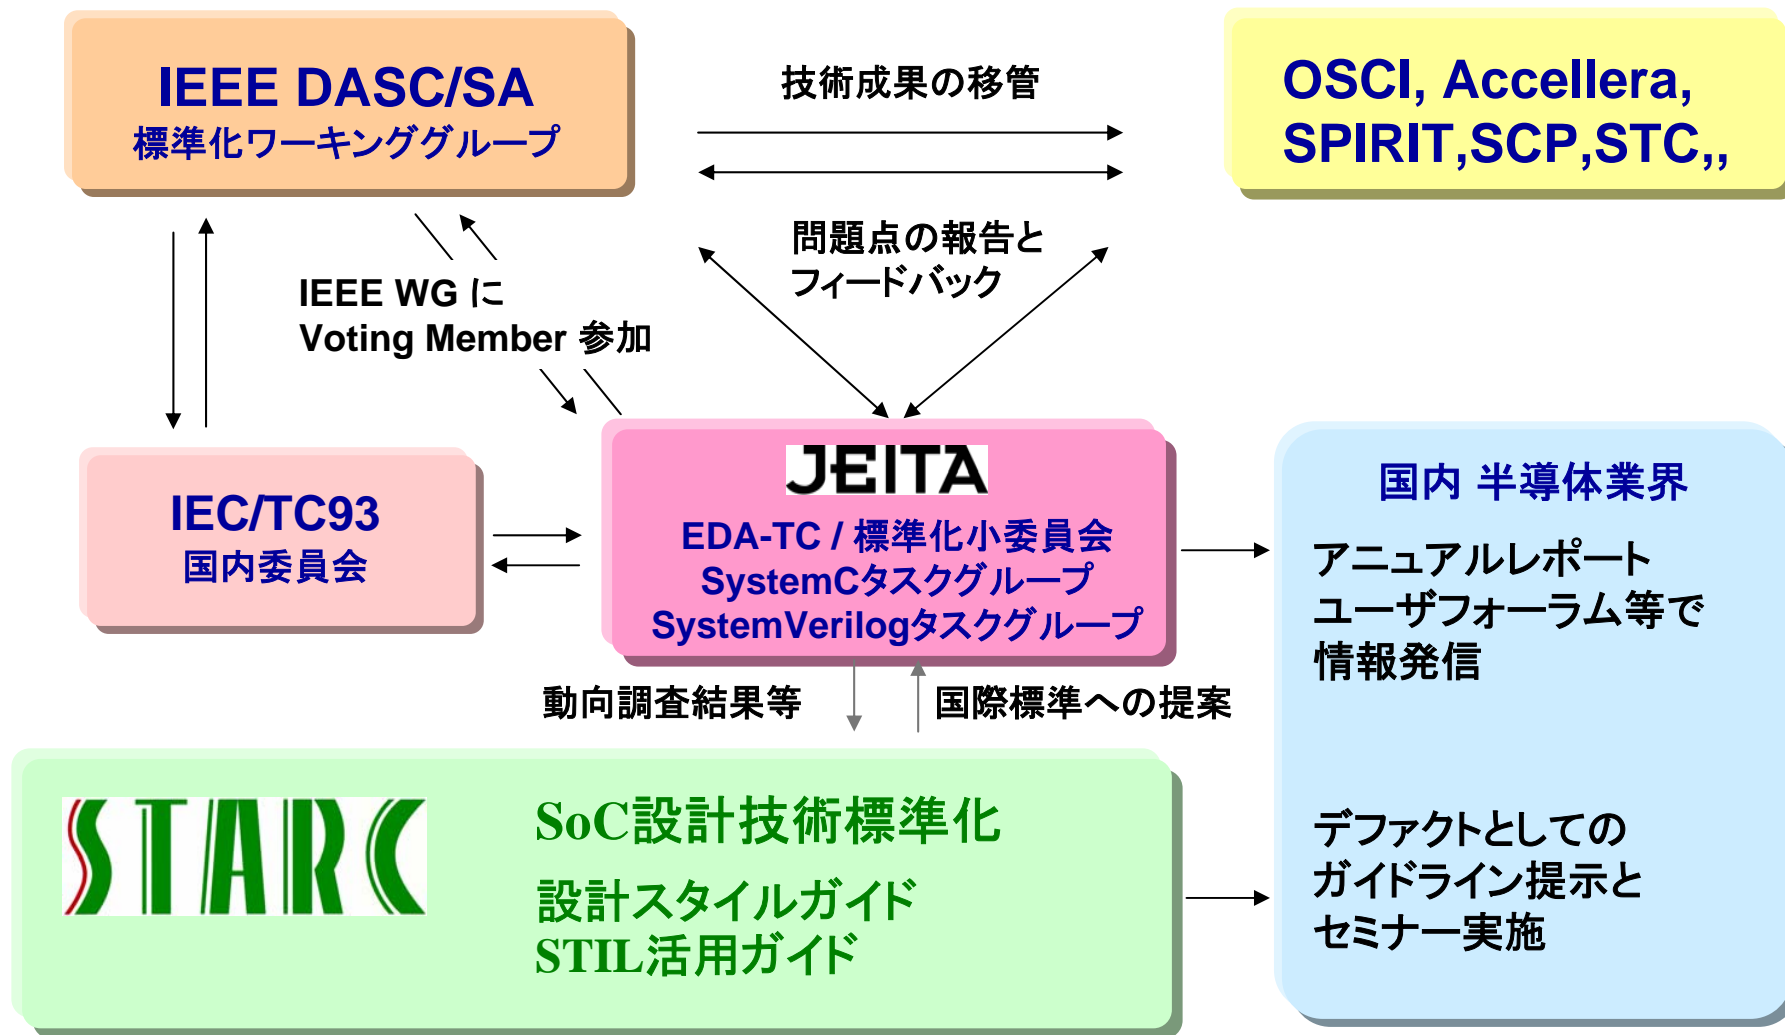 IEEE DASC/SA
標準化ワーキンググループ
技術成果の移管
OSCI, Accellera,
SPIRIT,SCP,STC,,
問題点の報告と
フィードバック
IEEE WG に
Voting Member 参加
IEC/TC93
国内委員会
JEITA
EDA-TC / 標準化小委員会
SystemCタスクグループ
SystemVerilogタスクグループ
国内 半導体業界
アニュアルレポート
ユーザフォーラム等で
情報発信
デファクトとしての
ガイドライン提示と
セミナー実施
動向調査結果等
国際標準への提案
STARC
SoC設計技術標準化
設計スタイルガイド
STIL活用ガイド